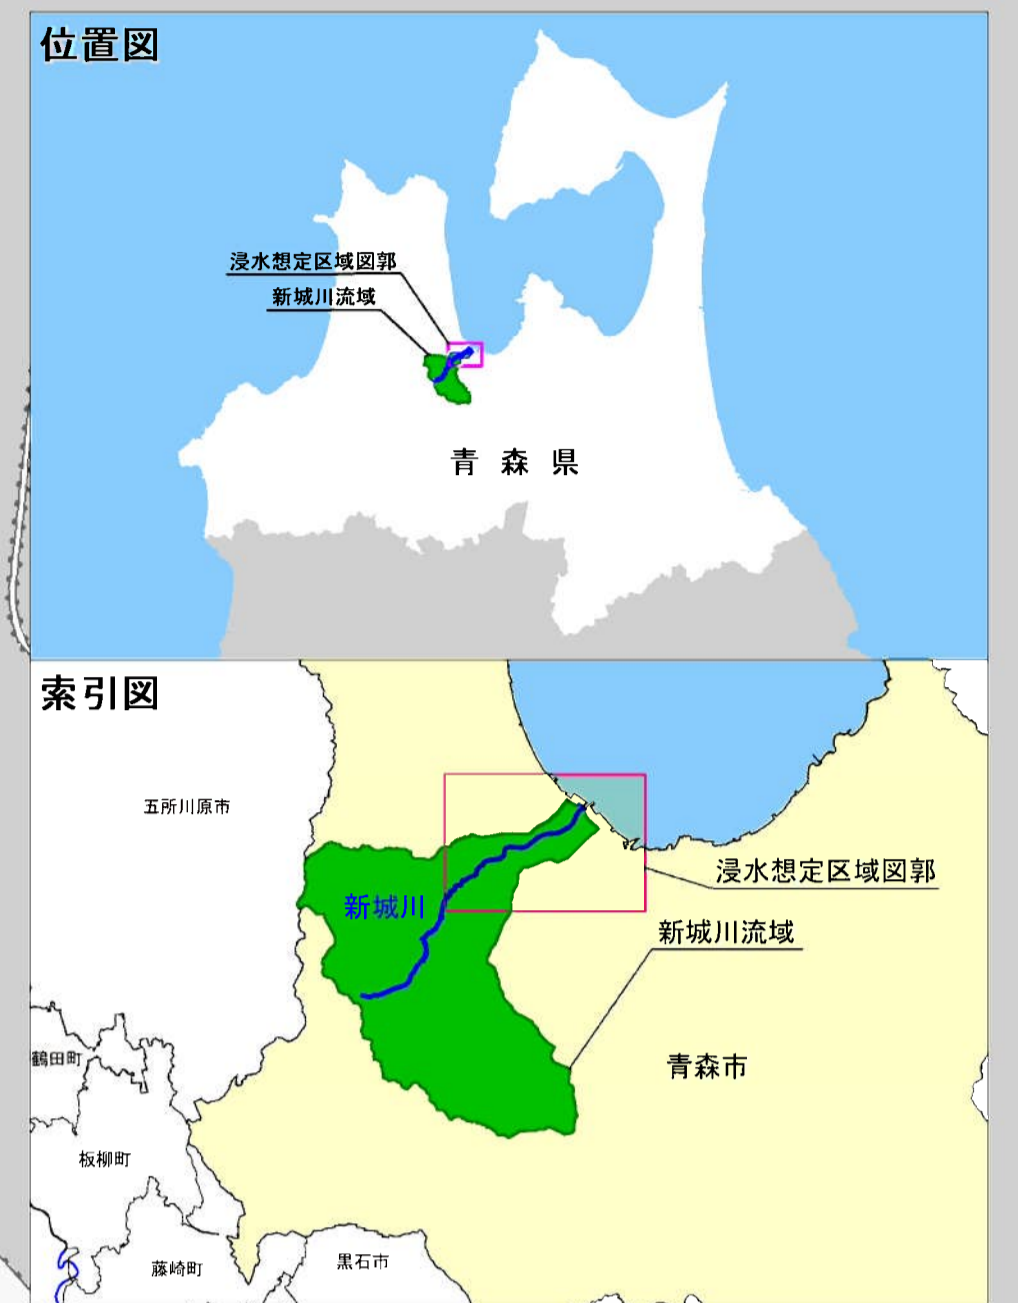 位置図
浸水想定区域図郭
新城川流域
青森県
索引図
五所川原市
浸水想定区域図郭
新城川
新城川流域
鶴田町
青森市
板柳町
藤崎町
黒石市